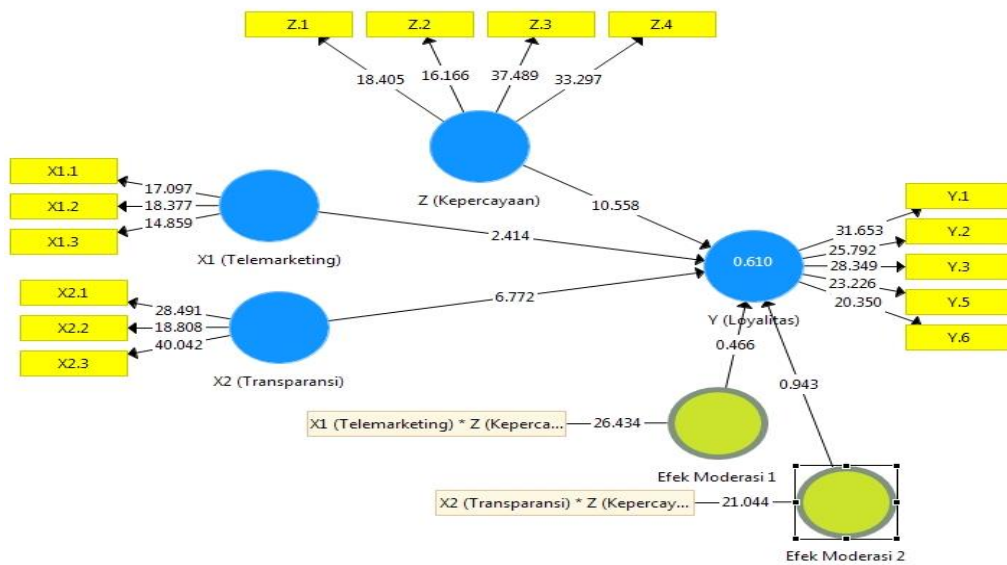 Z.1
Z.2
Z.3
Z.4
18.405
16.166
37.489
33.297
Z (Kepercayaan)
10.558
X1.1
X1.2
X1.3
17.097
18.377
14.859
X1 (Telemarketing)
2.414
X2.1
X2.2
X2.3
28.491
18.808
40.042
X2 (Transparansi)
6.772
0.610
Y (Loyalitas)
Y.1
Y.2
Y.3
Y.5
Y.6
31.653
25.792
28.349
23.226
20.350
0.466
0.943
X1 (Telemarketing) * Z (Keperca...
26.434
Efek Moderasi 1
X2 (Transparansi) * Z (Kepercay...
21.044
Efek Moderasi 2